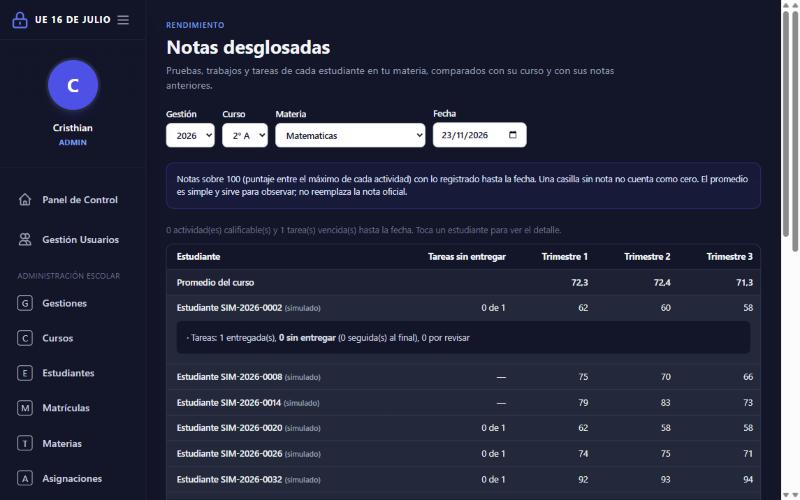 UE 16 DE JULIO
C
Cristhian
ADMIN
Panel de Control
Gestión Usuarios
ADMINISTRACIÓN ESCOLAR
G Gestiones
C Cursos
E Estudiantes
M Matrículas
T Materias
A Asignaciones
RENDIMIENTO
Notas desglosadas
Pruebas, trabajos y tareas de cada estudiante en tu materia, comparados con su curso y con sus notas
anteriores.
Gestión Curso Materia Fecha
2026 2° A Matematicas 23/11/2026
Notas sobre 100 (puntaje entre el máximo de cada actividad) con lo registrado hasta la fecha. Una casilla sin nota no cuenta como cero. El promedio
es simple y sirve para observar; no reemplaza la nota oficial.
0 actividad(es) calificable(s) y 1 tarea(s) vencida(s) hasta la fecha. Toca un estudiante para ver el detalle.
Estudiante Tareas sin entregar Trimestre 1 Trimestre 2 Trimestre 3
Promedio del curso 72,3 72,4 71,3
Estudiante SIM-2026-0002 (simulado) 0 de 1 62 60 58
· Tareas: 1 entregada(s), 0 sin entregar (0 seguida(s) al final), 0 por revisar
Estudiante SIM-2026-0008 (simulado) — 75 70 66
Estudiante SIM-2026-0014 (simulado) — 79 83 73
Estudiante SIM-2026-0020 (simulado) 0 de 1 62 58 58
Estudiante SIM-2026-0026 (simulado) 0 de 1 74 75 71
Estudiante SIM-2026-0032 (simulado) 0 de 1 92 93 94